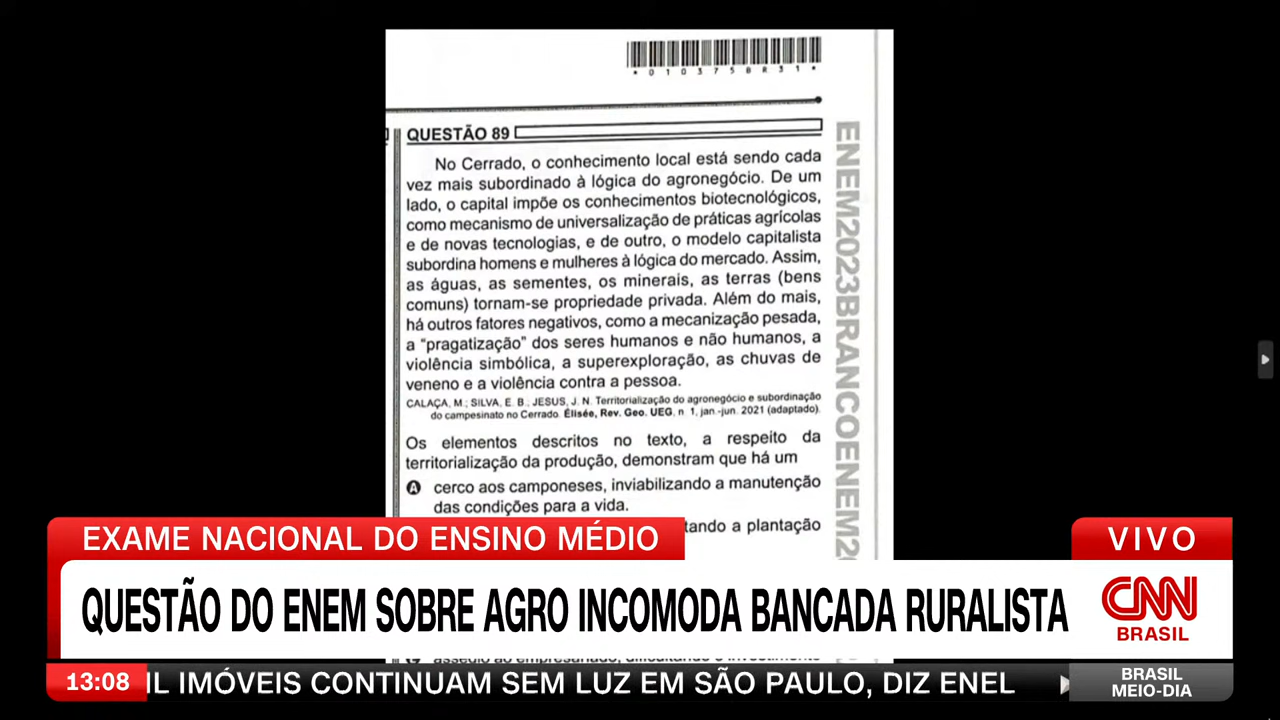 *010375BR31*
QUESTÃO 89
No Cerrado, o conhecimento local está sendo cada
vez mais subordinado à lógica do agronegócio. De um
lado, o capital impõe os conhecimentos biotecnológicos,
como mecanismo de universalização de práticas agrícolas
e de novas tecnologias, e de outro, o modelo capitalista
subordina homens e mulheres à lógica do mercado. Assim,
as águas, as sementes, os minerais, as terras (bens
comuns) tornam-se propriedade privada. Além do mais,
há outros fatores negativos, como a mecanização pesada,
a “pragatização” dos seres humanos e não humanos, a
violência simbólica, a superexploração, as chuvas de
veneno e a violência contra a pessoa.
CALAÇA, M.; SILVA, E. B.; JESUS, J. N. Territorialização do agronegócio e subordinação
do campesinato no Cerrado. Élisée, Rev. Geo. UEG, n. 1, jan.-jun. 2021 (adaptado).
Os elementos descritos no texto, a respeito da
territorialização da produção, demonstram que há um
A cerco aos camponeses, inviabilizando a manutenção
das condições para a vida.
tando a plantação
ENEM2023BRANCOENEM20
EXAME NACIONAL DO ENSINO MÉDIO
VIVO
QUESTÃO DO ENEM SOBRE AGRO INCOMODA BANCADA RURALISTA
CNN
BRASIL
13:08
IL IMÓVEIS CONTINUAM SEM LUZ EM SÃO PAULO, DIZ ENEL
BRASIL
MEIO-DIA